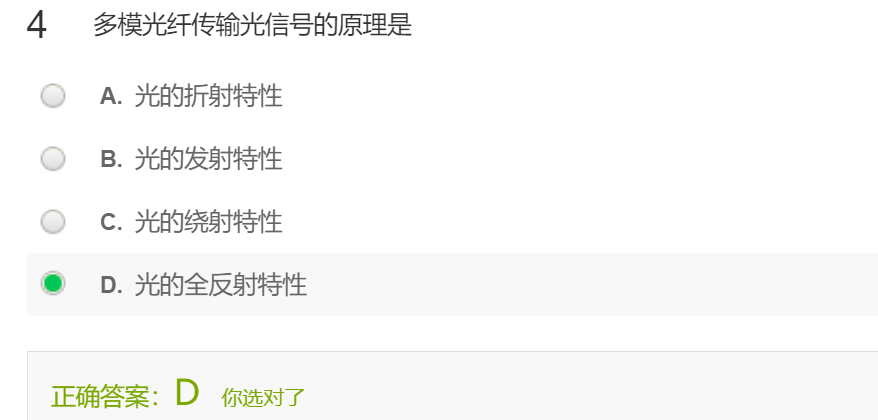 4 多模光纤传输光信号的原理是
A. 光的折射特性
B. 光的发射特性
C. 光的绕射特性
D. 光的全反射特性
正确答案：D 你选对了